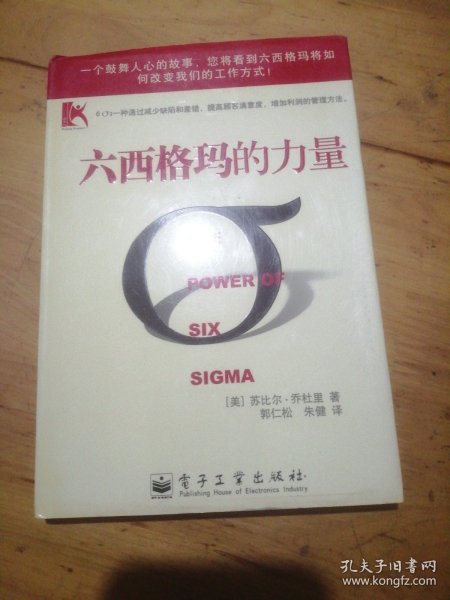 一个鼓舞人心的故事，您将看到六西格玛将如
何改变我们的工作方式！
6σ：一种通过减少缺陷和差错、提高顾客满意度、增加利润的管理方法。
六西格玛的力量
POWER OF
SIX
SIGMA
[美] 苏比尔·乔杜里 著
郭仁松 朱健 译
電子工業出版社
Publishing House of Electronics Industry
孔夫子旧书网
www.kongfz.com